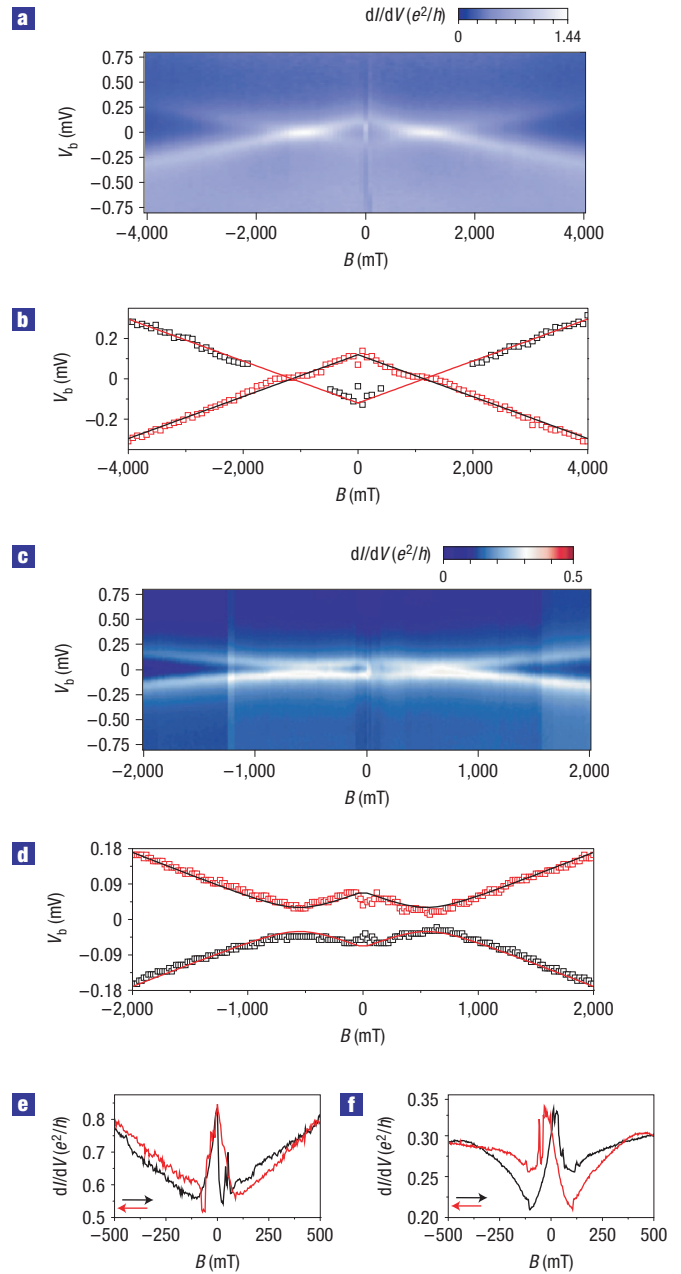 a
dI/dV (e²/h)
0 1.44
0.75
0.50
0.25
0
−0.25
−0.50
−0.75
V_b (mV)
−4,000 −2,000 0 2,000 4,000
B (mT)
b
0.2
0
−0.2
V_b (mV)
−4,000 −2,000 0 2,000 4,000
B (mT)
c
dI/dV (e²/h)
0 0.5
0.75
0.50
0.25
0
−0.25
−0.50
−0.75
V_b (mV)
−2,000 −1,000 0 1,000 2,000
B (mT)
d
0.18
0.09
0
−0.09
−0.18
V_b (mV)
−2,000 −1,000 0 1,000 2,000
B (mT)
e
0.8
0.7
0.6
0.5
dI/dV (e²/h)
−500 −250 0 250 500
B (mT)
f
0.35
0.30
0.25
0.20
dI/dV (e²/h)
−500 −250 0 250 500
B (mT)